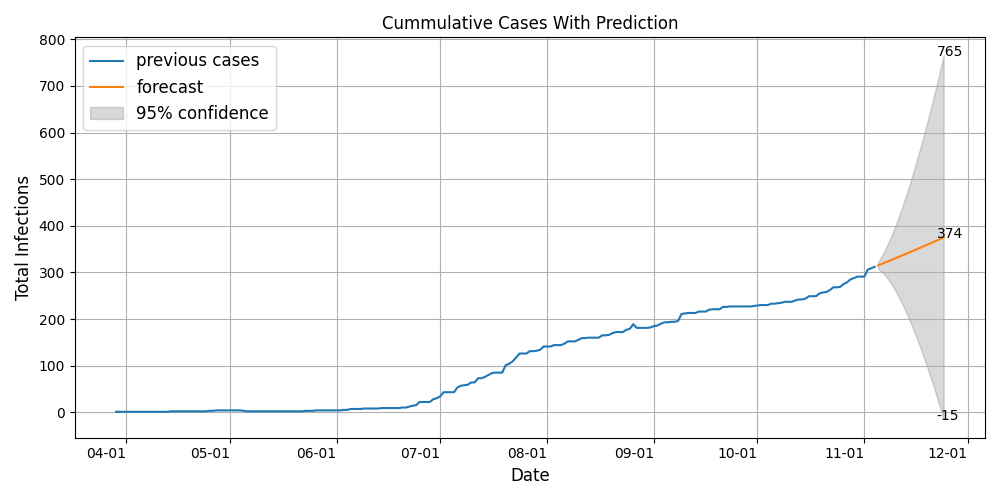 Cummulative Cases With Prediction
800
700
600
500
400
300
200
100
0
Total Infections
previous cases
forecast
95% confidence
765
374
-15
04-01 05-01 06-01 07-01 08-01 09-01 10-01 11-01 12-01
Date